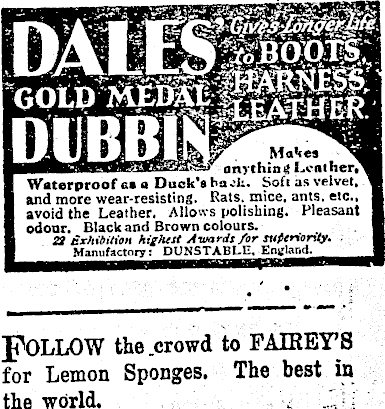 DALES'
GOLD MEDAL
DUBBIN
Gives Longer Life
to BOOTS,
HARNESS,
LEATHER.
Makes
anything Leather,
Waterproof as a Duck's back. Soft as velvet,
and more wear-resisting. Rats, mice, ants, etc.,
avoid the Leather. Allows polishing. Pleasant
odour. Black and Brown colours.
22 Exhibition highest Awards for superiority.
Manufactory: DUNSTABLE, England.
FOLLOW the crowd to FAIREY'S
for Lemon Sponges. The best in
the world.